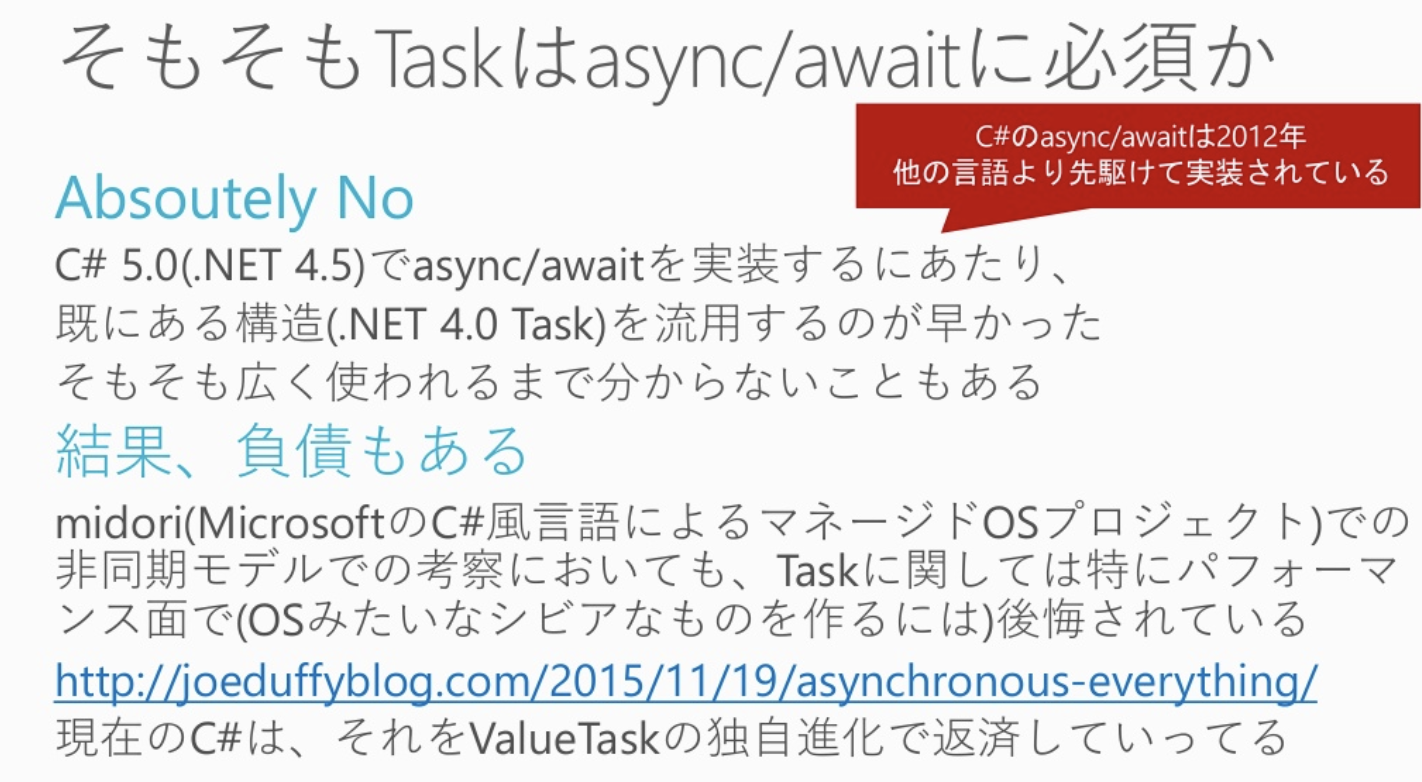 そもそもTaskはasync/awaitに必須か
C#のasync/awaitは2012年
他の言語より先駆けて実装されている
Absoutely No
C# 5.0(.NET 4.5)でasync/awaitを実装するにあたり、
既にある構造(.NET 4.0 Task)を流用するのが早かった
そもそも広く使われるまで分からないこともある
結果、負債もある
midori(MicrosoftのC#風言語によるマネージドOSプロジェクト)での
非同期モデルでの考察においても、Taskに関しては特にパフォーマ
ンス面で(OSみたいなシビアなものを作るには)後悔されている
http://joeduffyblog.com/2015/11/19/asynchronous-everything/
現在のC#は、それをValueTaskの独自進化で返済していってる